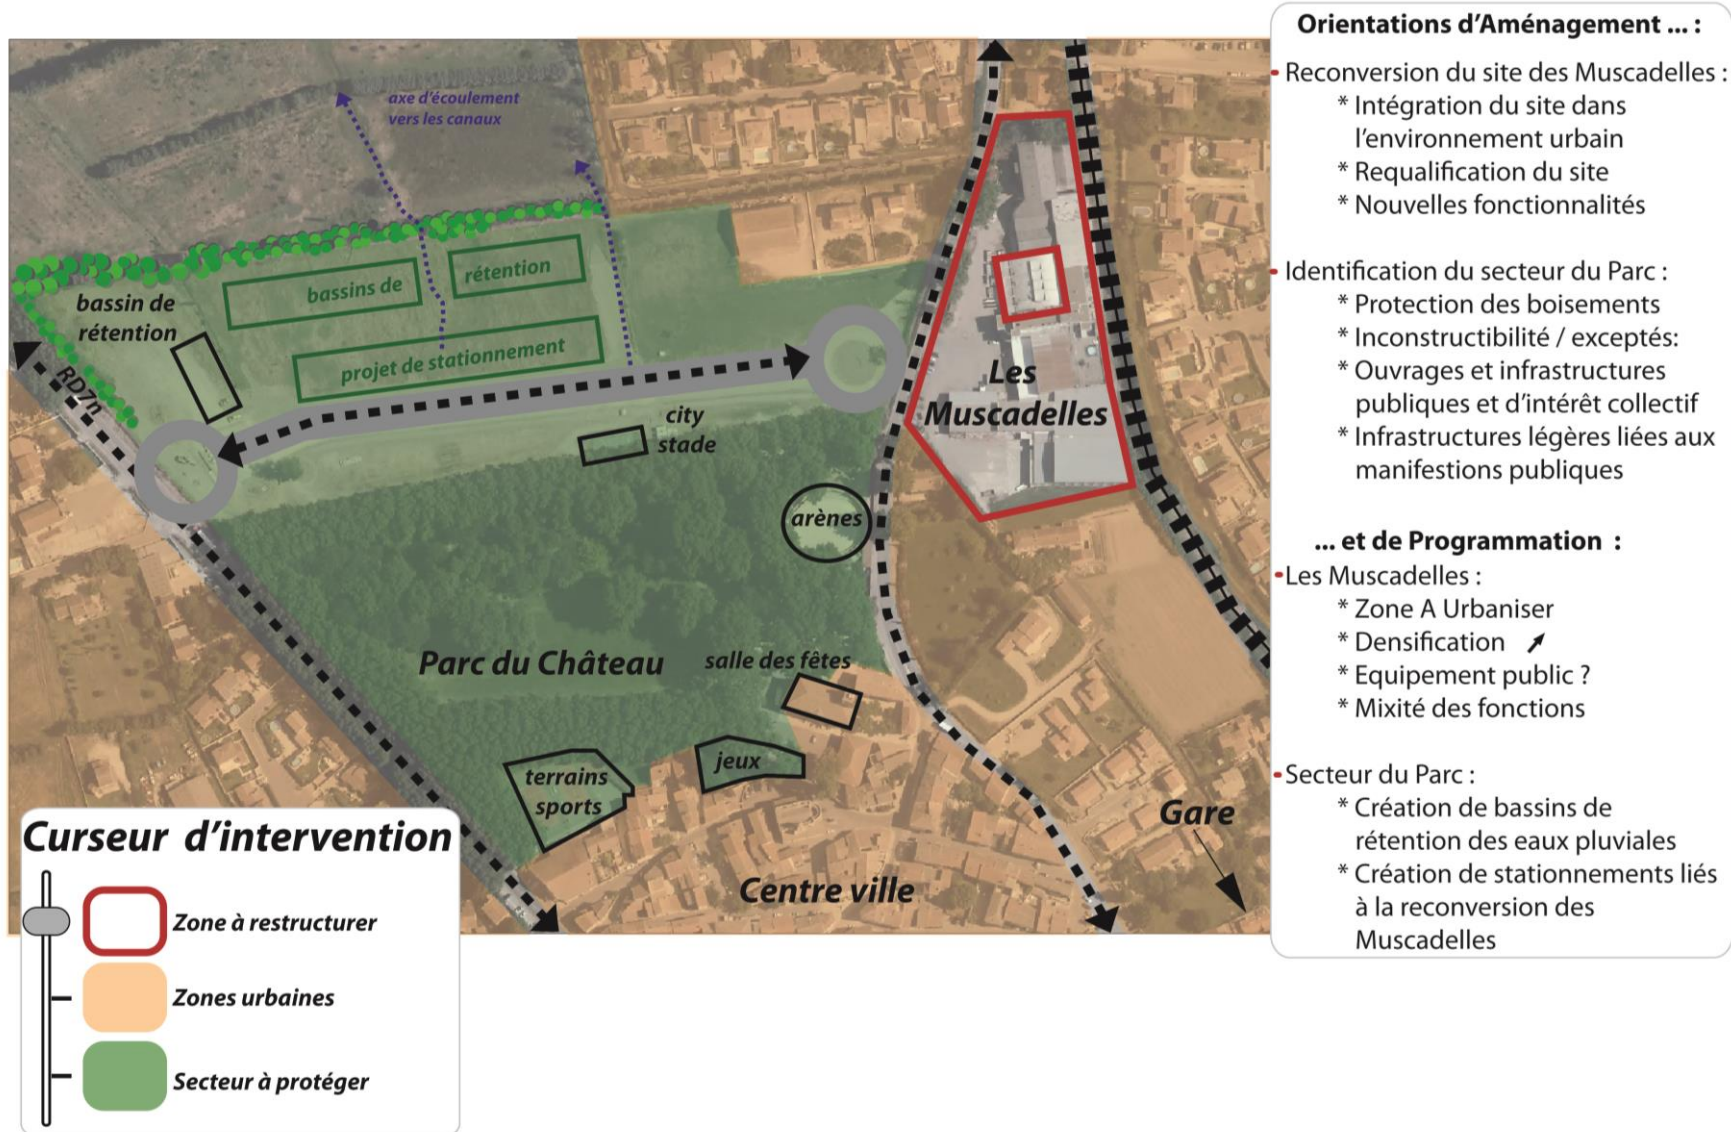 axe d'écoulement
vers les canaux
bassins de
rétention
bassin de
rétention
projet de stationnement
RD7n
city
stade
Les
Muscadelles
arènes
Parc du Château
salle des fêtes
terrains
sports
jeux
Gare
Centre ville
Curseur d'intervention
Zone à restructurer
Zones urbaines
Secteur à protéger
Orientations d'Aménagement ... :
Reconversion du site des Muscadelles :
* Intégration du site dans
l'environnement urbain
* Requalification du site
* Nouvelles fonctionnalités
Identification du secteur du Parc :
* Protection des boisements
* Inconstructibilité / exceptés:
* Ouvrages et infrastructures
publiques et d'intérêt collectif
* Infrastructures légères liées aux
manifestions publiques
... et de Programmation :
Les Muscadelles :
* Zone A Urbaniser
* Densification
* Equipement public ?
* Mixité des fonctions
Secteur du Parc :
* Création de bassins de
rétention des eaux pluviales
* Création de stationnements liés
à la reconversion des
Muscadelles